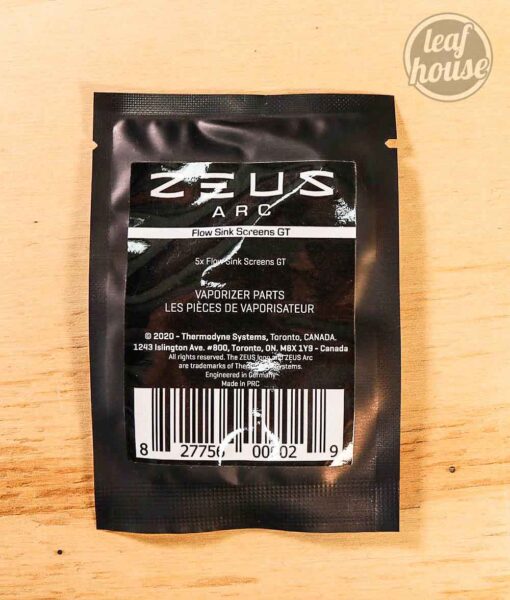 leaf
house
ZEUS
ARC
Flow Sink Screens GT
5x Flow Sink Screens GT
VAPORIZER PARTS
LES PIÈCES DE VAPORISATEUR
© 2020 - Thermodyne Systems, Toronto, CANADA.
1243 Islington Ave. #800, Toronto, ON. M8X 1Y9 - Canada
All rights reserved. The ZEUS logo and ZEUS Arc
are trademarks of Thermodyne Systems.
Engineered in Germany
Made in PRC
8 27756 00902 9